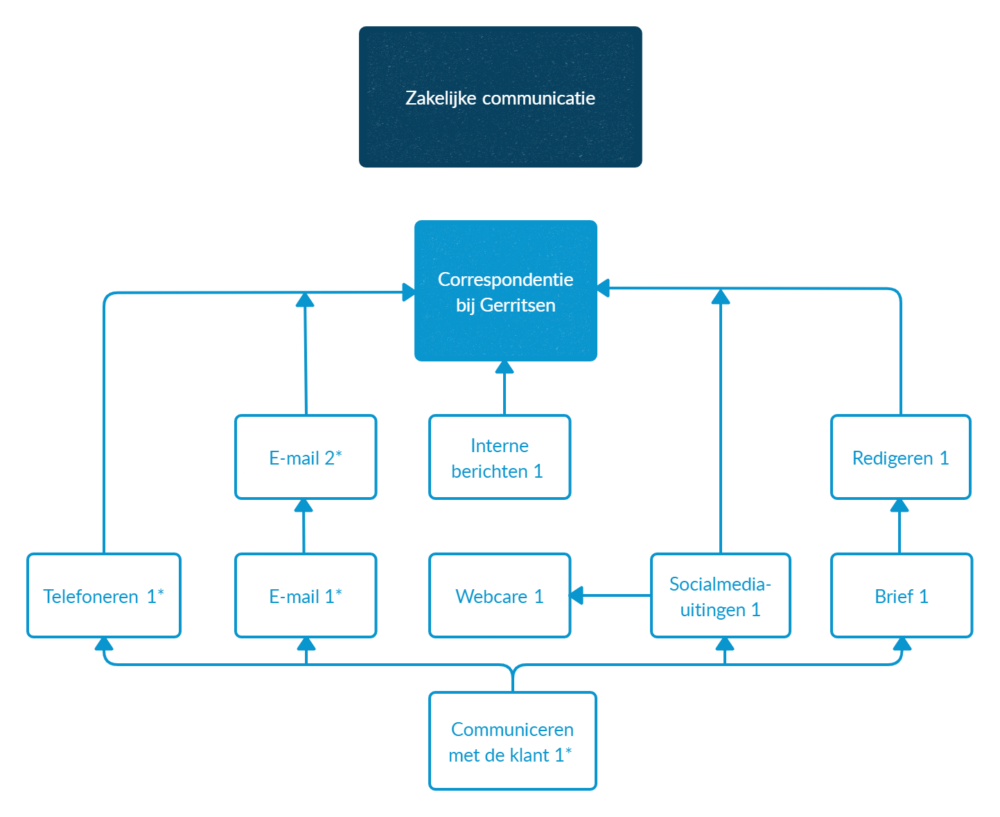 Zakelijke communicatie
Correspondentie
bij Gerritsen
E-mail 2*
Interne
berichten 1
Redigeren 1
Telefoneren 1*
E-mail 1*
Webcare 1
Socialmedia-
uitingen 1
Brief 1
Communiceren
met de klant 1*